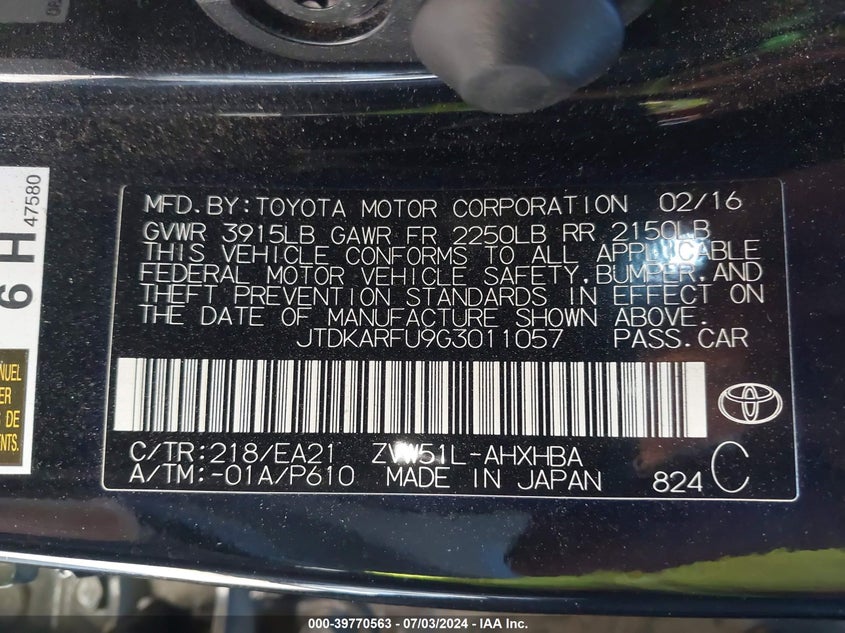 MFD.BY:TOYOTA MOTOR CORPORATION 02/16
GVWR 3915LB GAWR FR 2250LB RR 2150LB
THIS VEHICLE CONFORMS TO ALL APPLICABLE
FEDERAL MOTOR VEHICLE SAFETY,BUMPER,AND
THEFT PREVENTION STANDARDS IN EFFECT ON
THE DATE OF MANUFACTURE SHOWN ABOVE.
JTDKARFU9G3011057 PASS.CAR
C/TR:218/EA21 ZVW51L-AHXHBA
A/TM:-01A/P610 MADE IN JAPAN 824 C
6 H
47580
ER
S DE
ENTS.
000-39770563 - 07/03/2024 - IAA Inc.